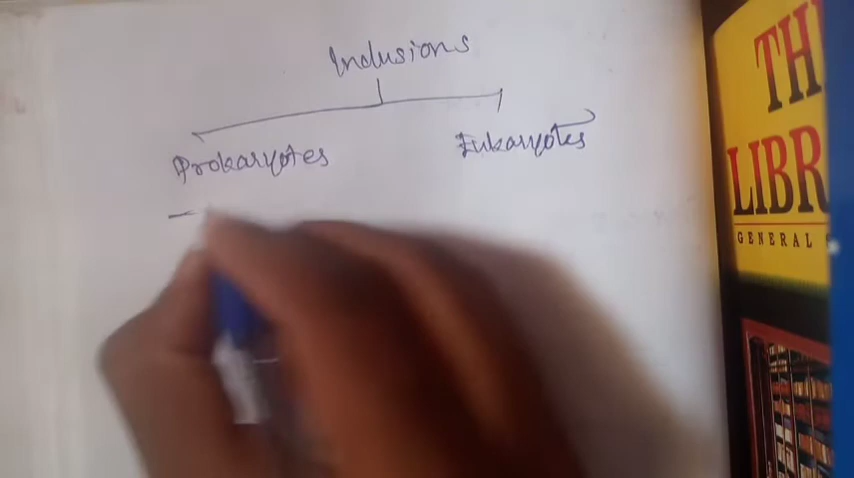 Inclusions
Prokaryotes
Eukaryotes
TH
LIBR
GENERAL